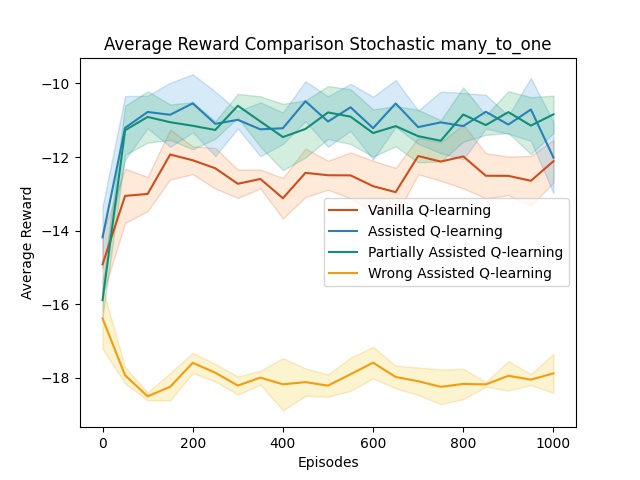 Average Reward Comparison Stochastic many_to_one
−10
−12
−14
−16
−18
Average Reward
Vanilla Q-learning
Assisted Q-learning
Partially Assisted Q-learning
Wrong Assisted Q-learning
0 200 400 600 800 1000
Episodes